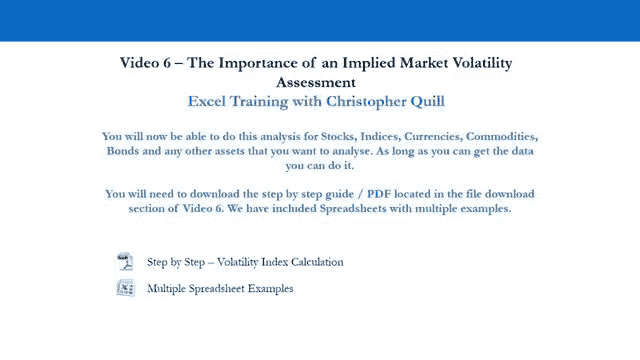 Video 6 – The Importance of an Implied Market Volatility
Assessment
Excel Training with Christopher Quill
You will now be able to do this analysis for Stocks, Indices, Currencies, Commodities,
Bonds and any other assets that you want to analyse. As long as you can get the data
you can do it.
You will need to download the step by step guide / PDF located in the file download
section of Video 6. We have included Spreadsheets with multiple examples.
Step by Step – Volatility Index Calculation
Multiple Spreadsheet Examples